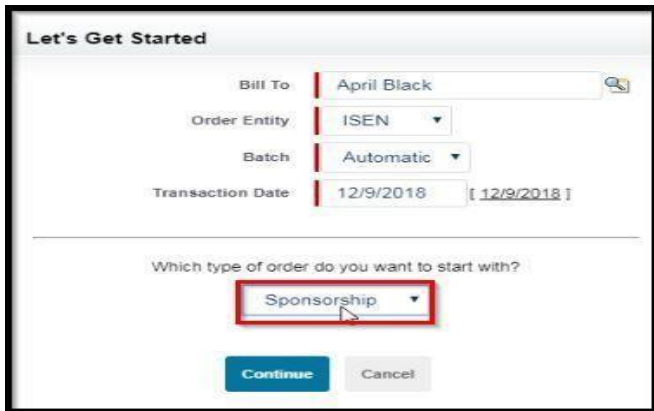 Let's Get Started
Bill To April Black
Order Entity ISEN
Batch Automatic
Transaction Date 12/9/2018 [ 12/9/2018 ]
Which type of order do you want to start with?
Sponsorship
Continue Cancel